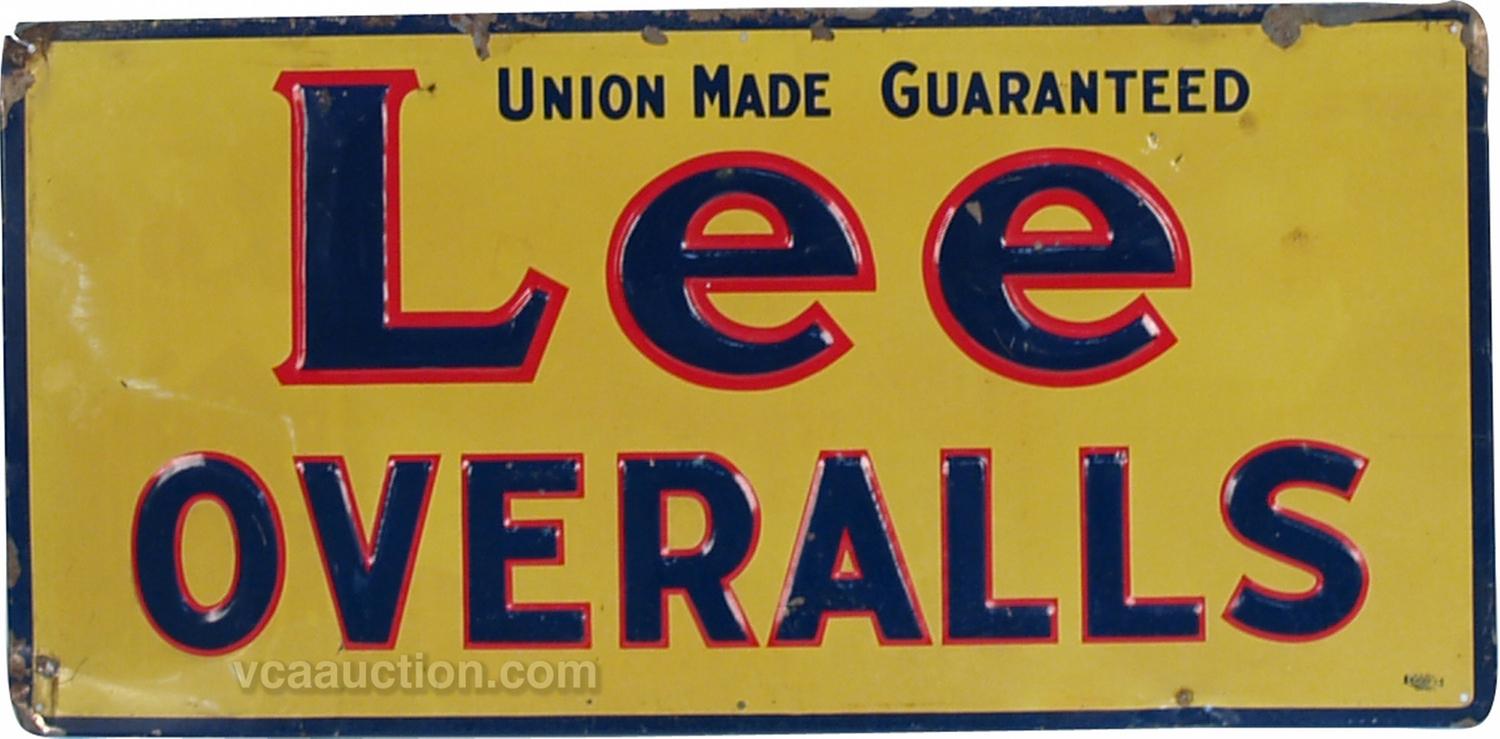 UNION MADE GUARANTEED
Lee
OVERALLS
vcaauction.com